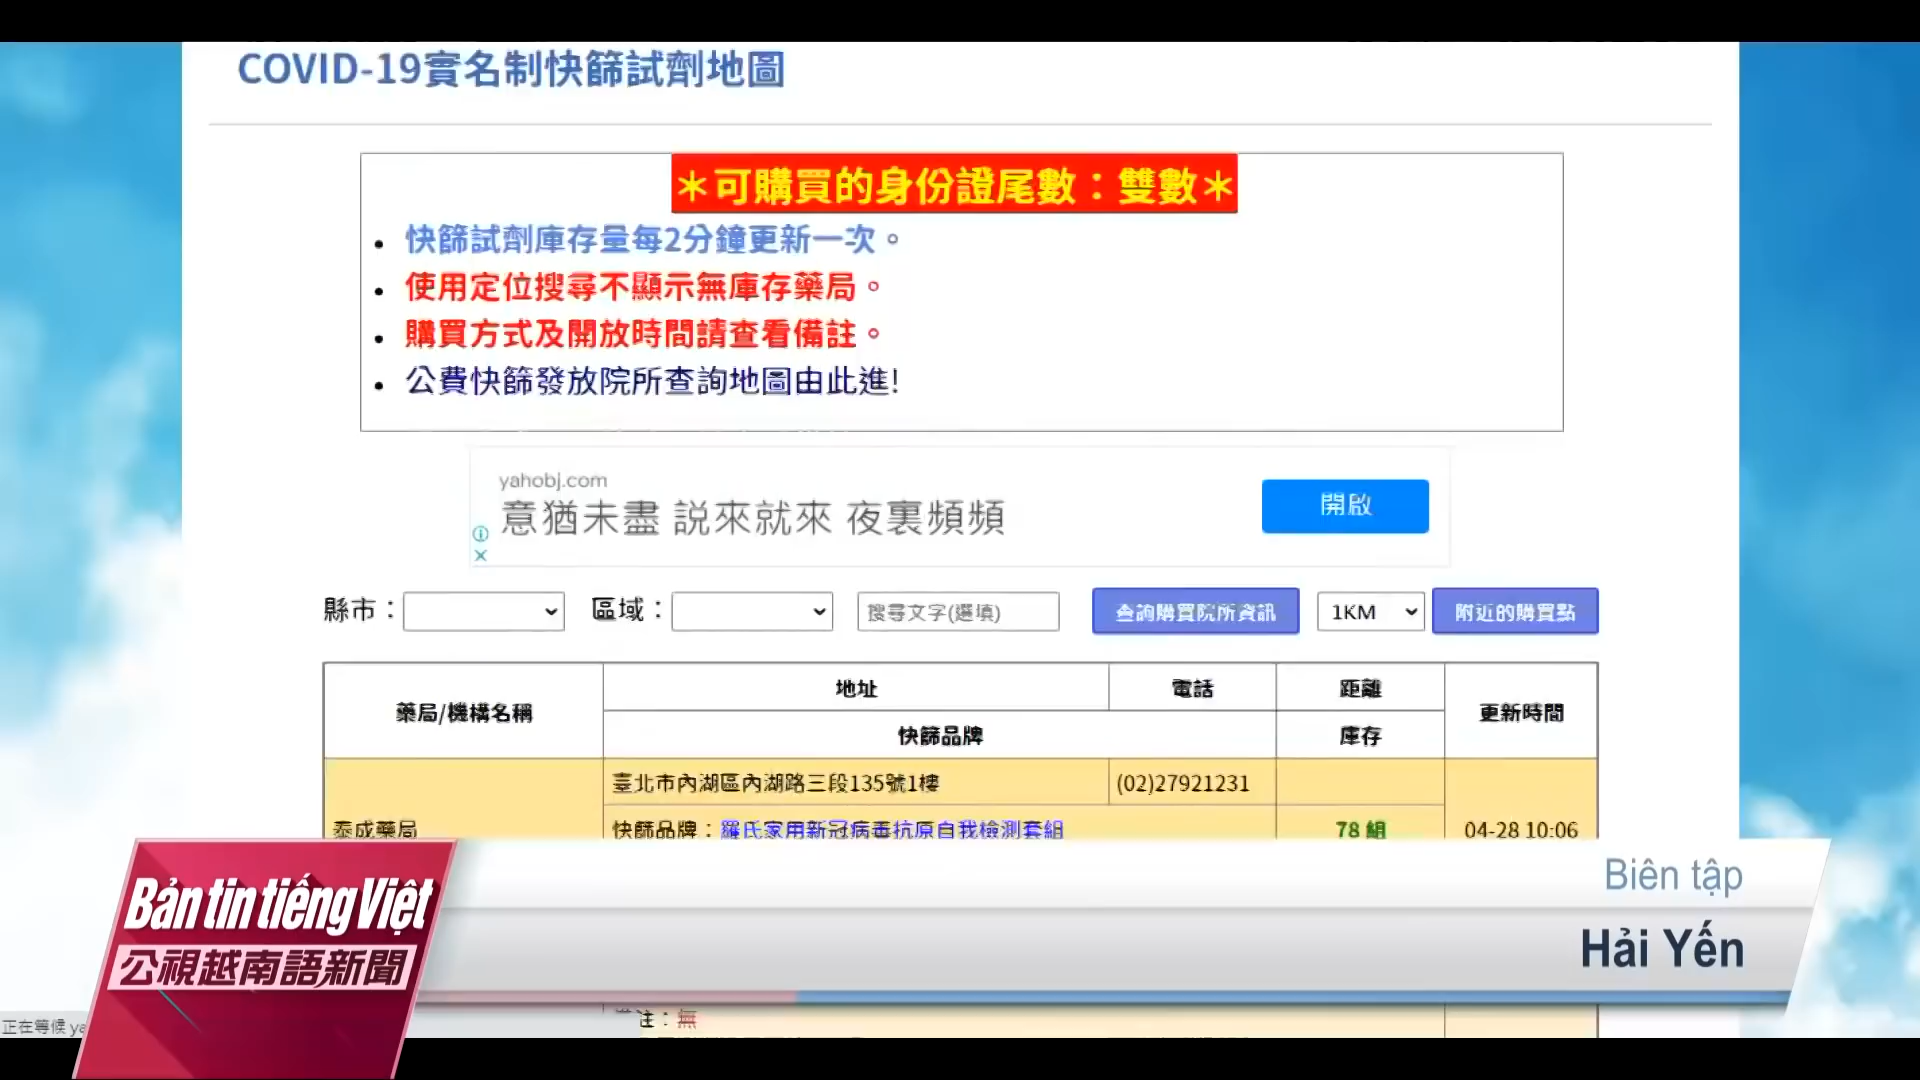 COVID-19實名制快篩試劑地圖
＊可購買的身份證尾數：雙數＊
快篩試劑庫存量每2分鐘更新一次。
使用定位搜尋不顯示無庫存藥局。
購買方式及開放時間請查看備註。
公費快篩發放院所查詢地圖由此進!
yahobj.com
意猶未盡 説來就來 夜裏頻頻
開啟
縣市： 區域： 搜尋文字(選填) 查詢購買院所資訊 1KM 附近的購買點
藥局/機構名稱 地址 電話 距離 更新時間
快篩品牌 庫存
臺北市內湖區內湖路三段135號1樓 (02)27921231
泰成藥局 快篩品牌：羅氏家用新冠病毒抗原自我檢測套組 78 組 04-28 10:06
Biên tập
Bản tin tiếng Việt
Hải Yến
公視越南語新聞
註：無
正在等候 ya